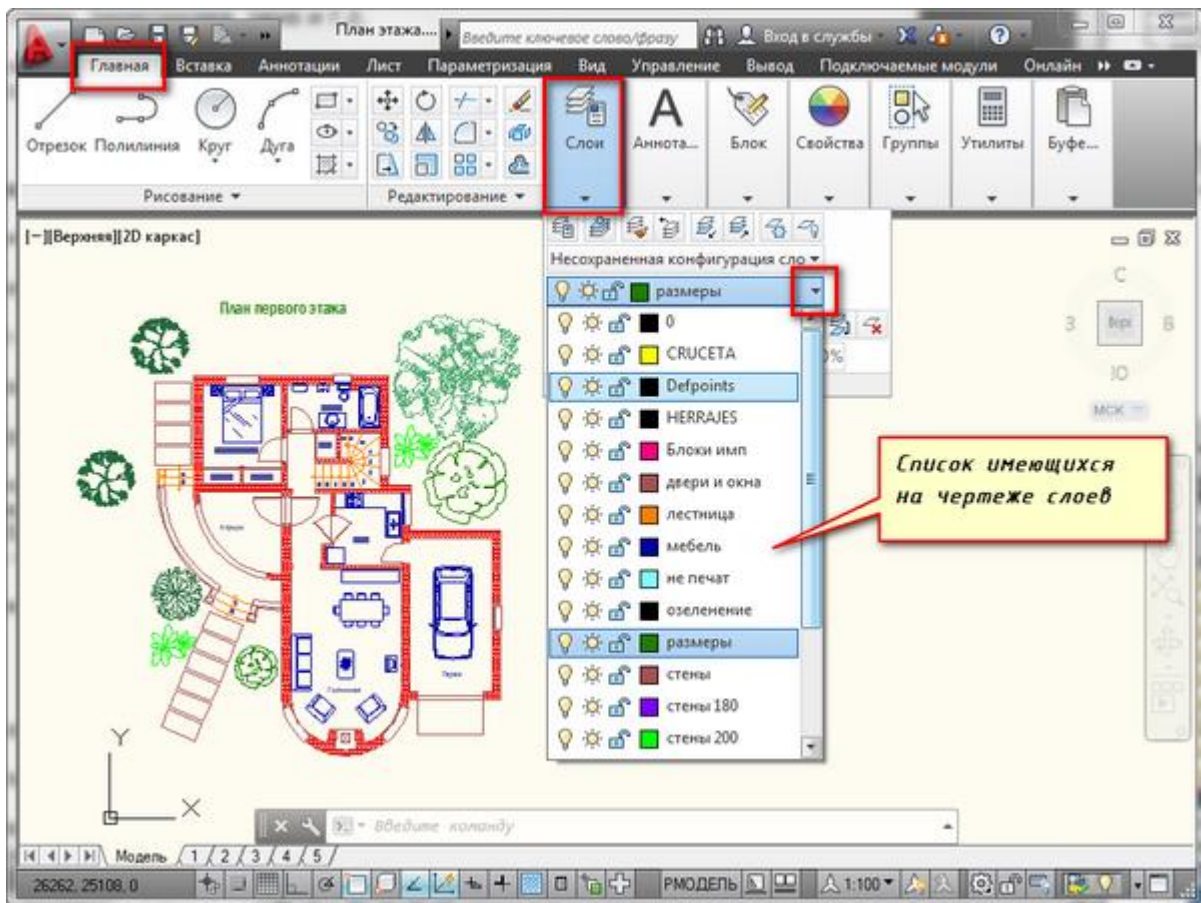 План этажа....
Введите ключевое слово/фразу
Вход в службы
Главная Вставка Аннотации Лист Параметризация Вид Управление Вывод Подключаемые модули Онлайн
Отрезок Полилиния Круг Дуга
Слои Аннота... Блок Свойства Группы Утилиты Буфе...
Рисование Редактирование
[−][Верхняя][2D каркас]
Несохраненная конфигурация сло
размеры
0
CRUCETA
0%
Defpoints
HERRAJES
Блоки имп
двери и окна
лестница
мебель
не печат
озеленение
размеры
стены
стены 180
стены 200
План первого этажа
С
З Верх В
Ю
МСК
Список имеющихся
на чертеже слоев
Y
X
Введите команду
Модель 1 2 3 4 5
26262, 25108, 0 РМОДЕЛЬ 1:100